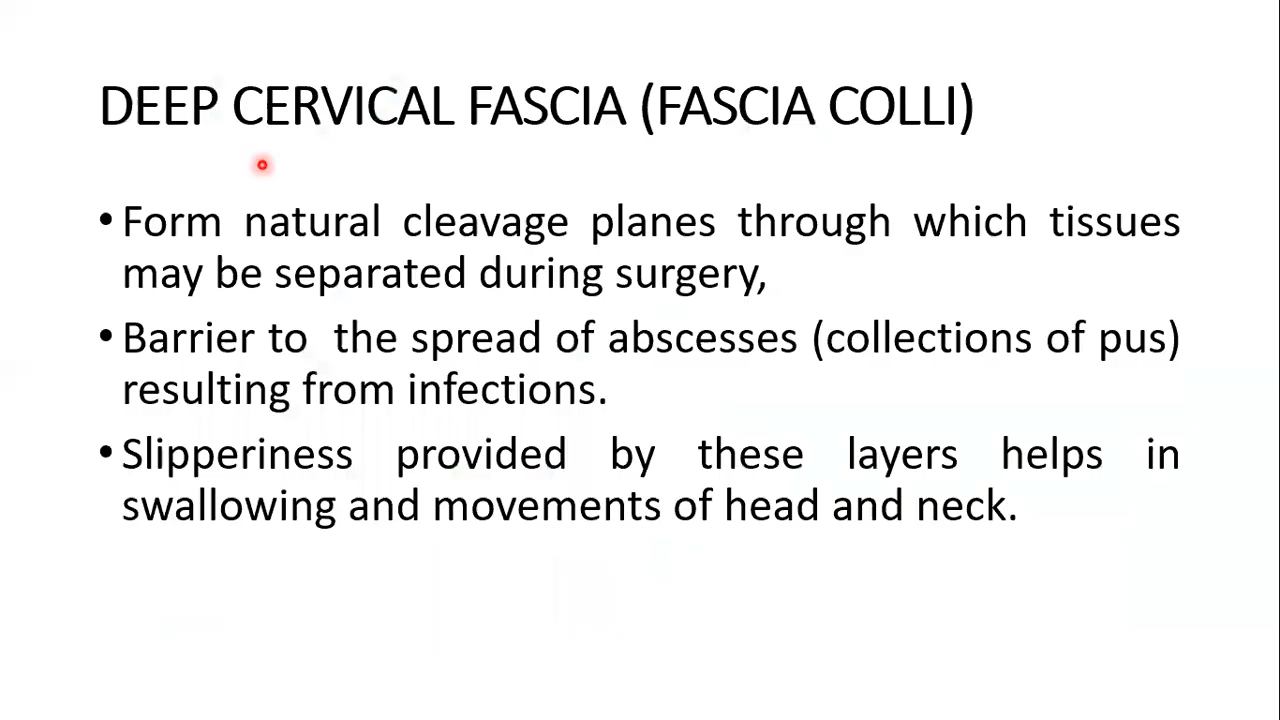 DEEP CERVICAL FASCIA (FASCIA COLLI)
•Form natural cleavage planes through which tissues
may be separated during surgery,
•Barrier to the spread of abscesses (collections of pus)
resulting from infections.
•Slipperiness provided by these layers helps in
swallowing and movements of head and neck.